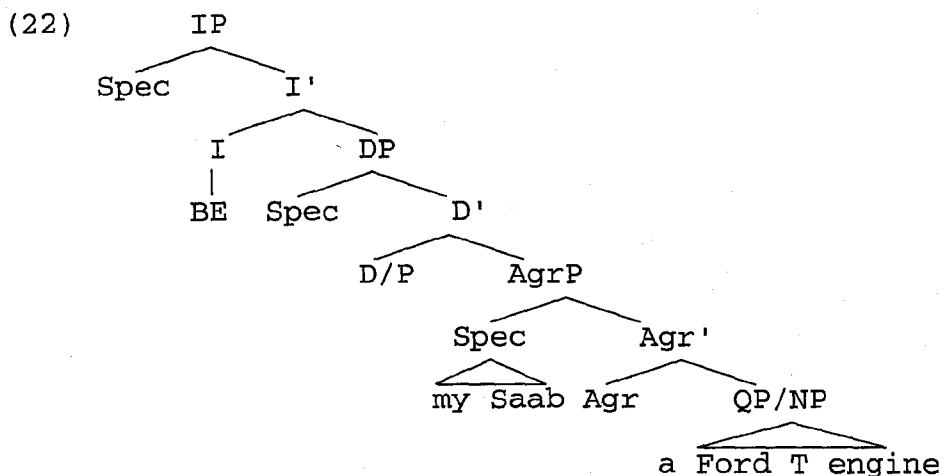 (22) IP
Spec I'
I DP
BE Spec D'
D/P AgrP
Spec Agr'
my Saab Agr QP/NP
a Ford T engine